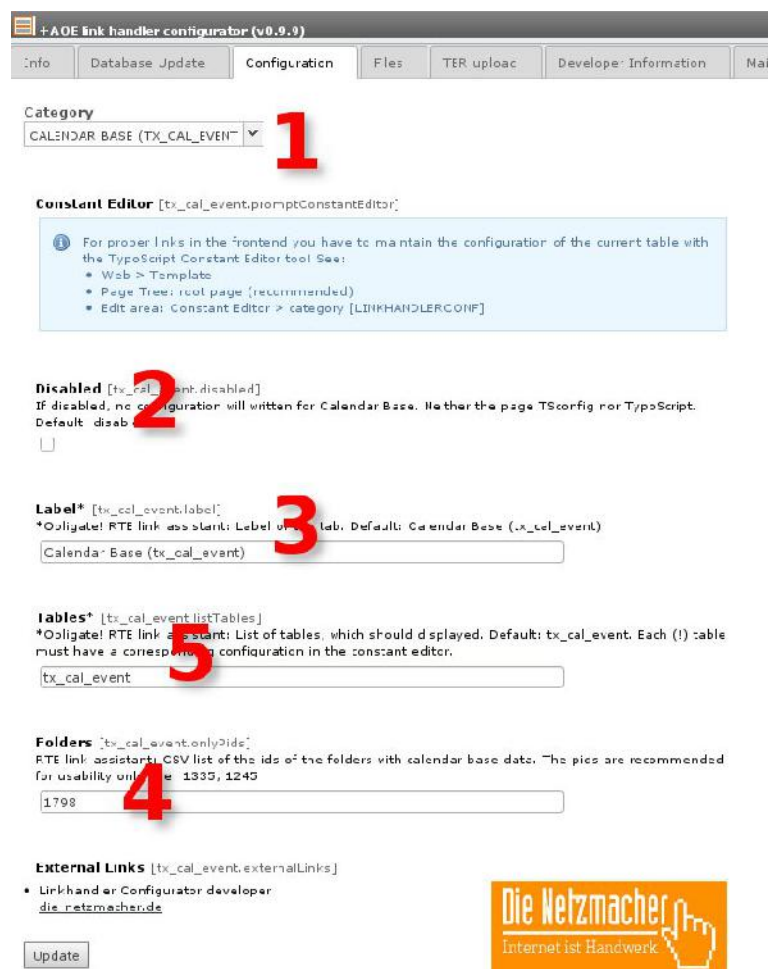 +AOE link handler configurator (v0.9.9)
Info Database Update Configuration Files TER upload Developer Information Mai
Category
CALENDAR BASE (TX_CAL_EVENT
1
Constant Editor [tx_cal_event.promptConstantEditor]
For proper links in the frontend you have to maintain the configuration of the current table with
the TypoScript Constant Editor tool See:
• Web > Template
• Page Tree: root page (recommended)
• Edit area: Constant Editor > category [LINKHANDLERCONF]
2
Disabled [tx_cal_event.disabled]
If disabled, no configuration will written for Calendar Base. Neither the page TSconfig nor TypoScript.
Default: disab
3
Label* [tx_cal_event.label]
*Obligate! RTE link assistant: Label of the tab. Default: Calendar Base (tx_cal_event)
Calendar Base (tx_cal_event)
Tables* [tx_cal_event.listTables]
*Obligate! RTE link assistant: List of tables, which should displayed. Default: tx_cal_event. Each (!) table
must have a corresponding configuration in the constant editor.
5
tx_cal_event
Folders [tx_cal_event.onlyPids]
RTE link assistant: CSV list of the ids of the folders with calendar base data. The pids are recommended
for usability only. 1335, 1245
4
1798
External Links [tx_cal_event.externalLinks]
• Linkhandler Configurator developer
die-netzmacher.de
Die Netzmacher
Internet ist Handwerk
Update